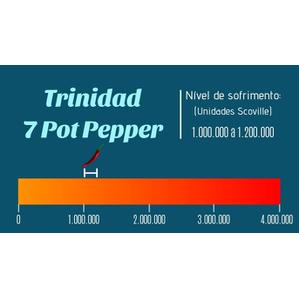 Trinidad
7 Pot Pepper
Nível de sofrimento:
(Unidades Scoville)
1.000.000 a 1.200.000
0 1.000.000 2.000.000 3.000.000 4.000.000